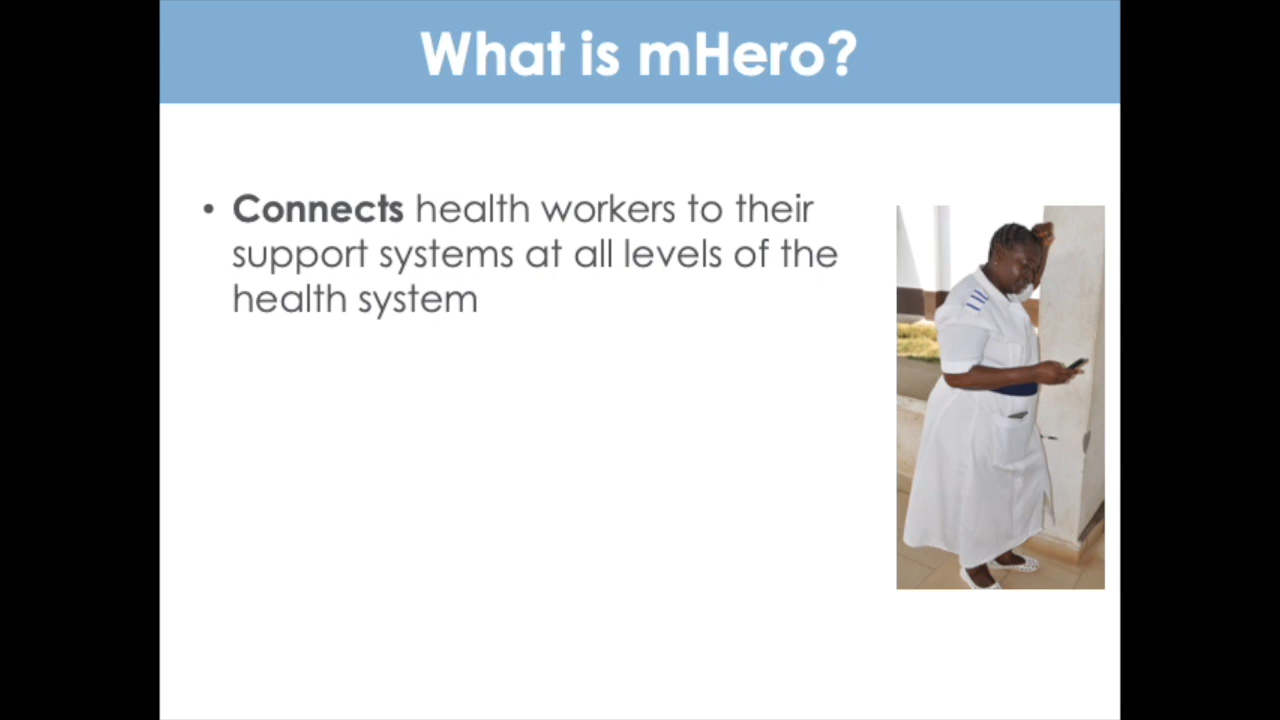 What is mHero?
• Connects health workers to their
support systems at all levels of the
health system